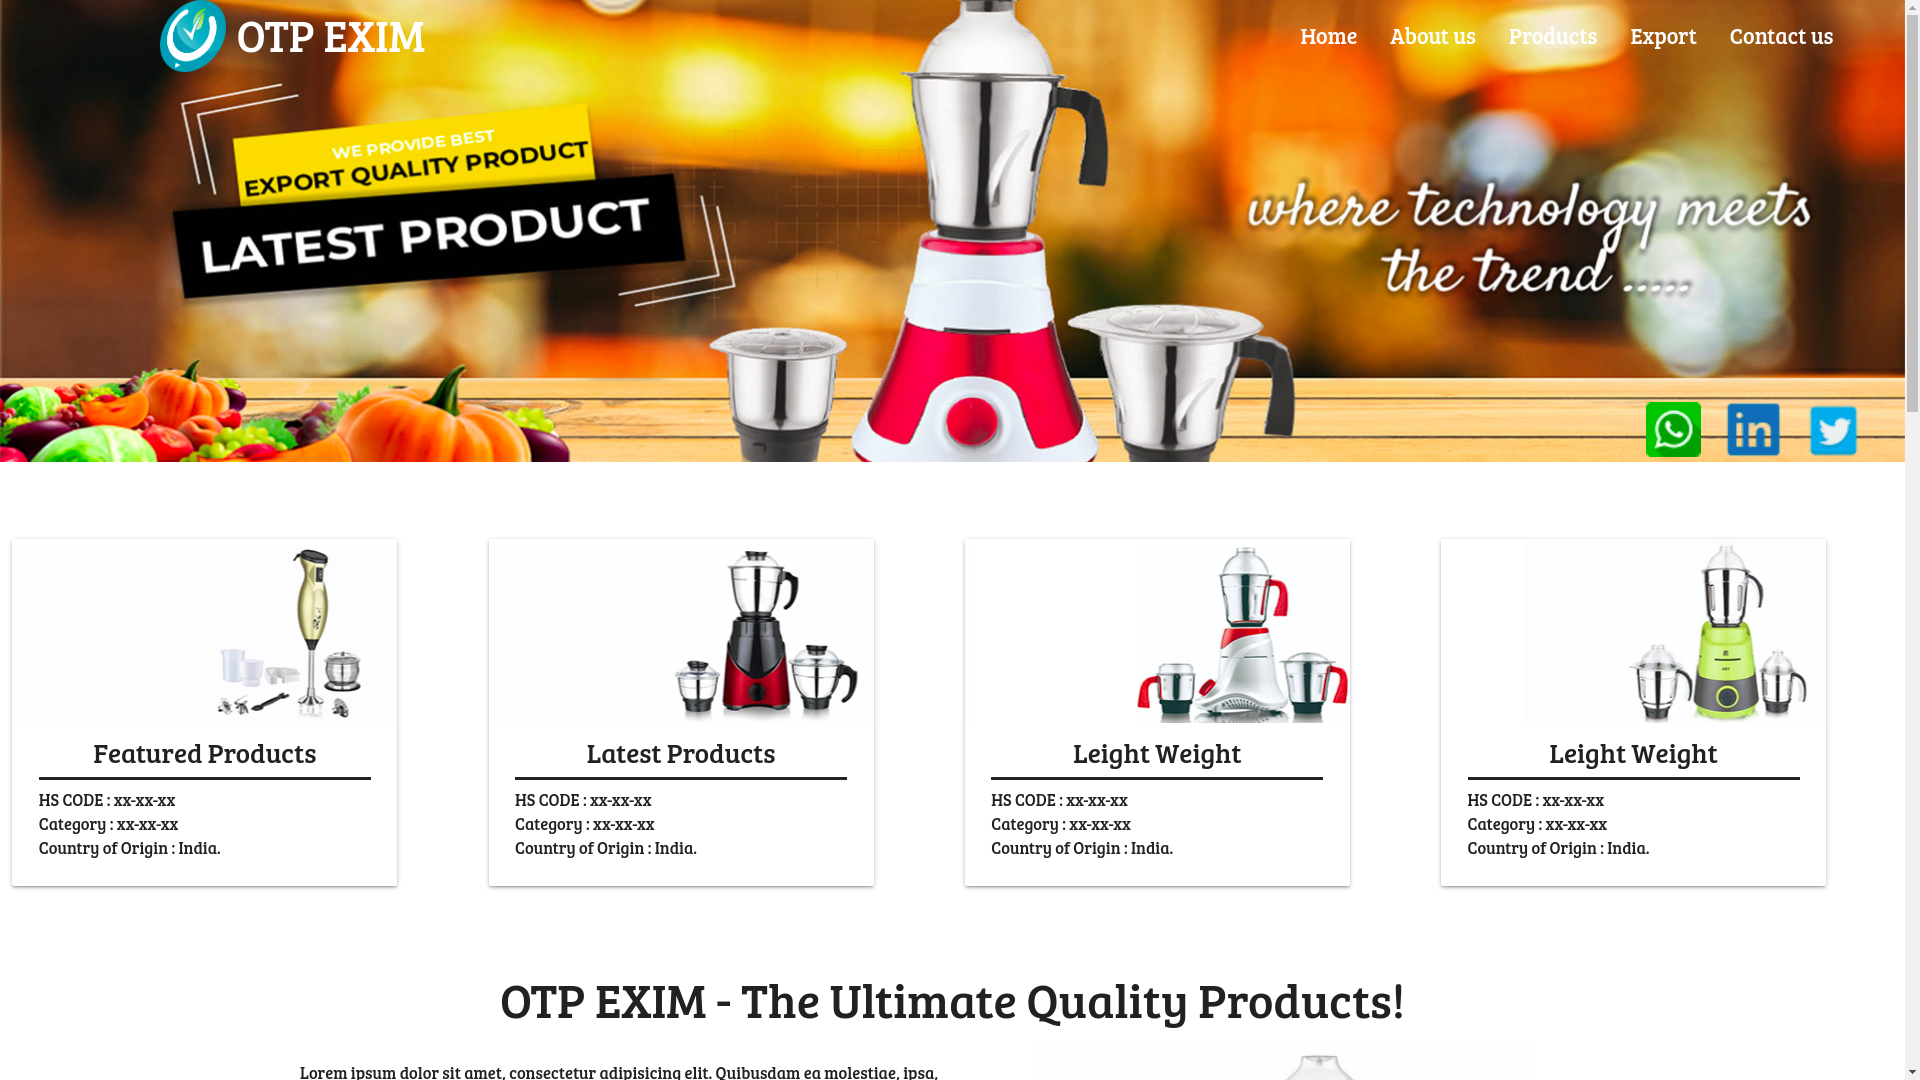 OTP EXIM
Home
About us
Products
Export
Contact us
WE PROVIDE BEST
EXPORT QUALITY PRODUCT
LATEST PRODUCT
where technology meets
the trend .....
in
Featured Products
HS CODE : xx-xx-xx
Category : xx-xx-xx
Country of Origin : India.
Latest Products
HS CODE : xx-xx-xx
Category : xx-xx-xx
Country of Origin : India.
Leight Weight
HS CODE : xx-xx-xx
Category : xx-xx-xx
Country of Origin : India.
Leight Weight
HS CODE : xx-xx-xx
Category : xx-xx-xx
Country of Origin : India.
OTP EXIM - The Ultimate Quality Products!
Lorem ipsum dolor sit amet, consectetur adipisicing elit. Quibusdam ea molestiae, ipsa,